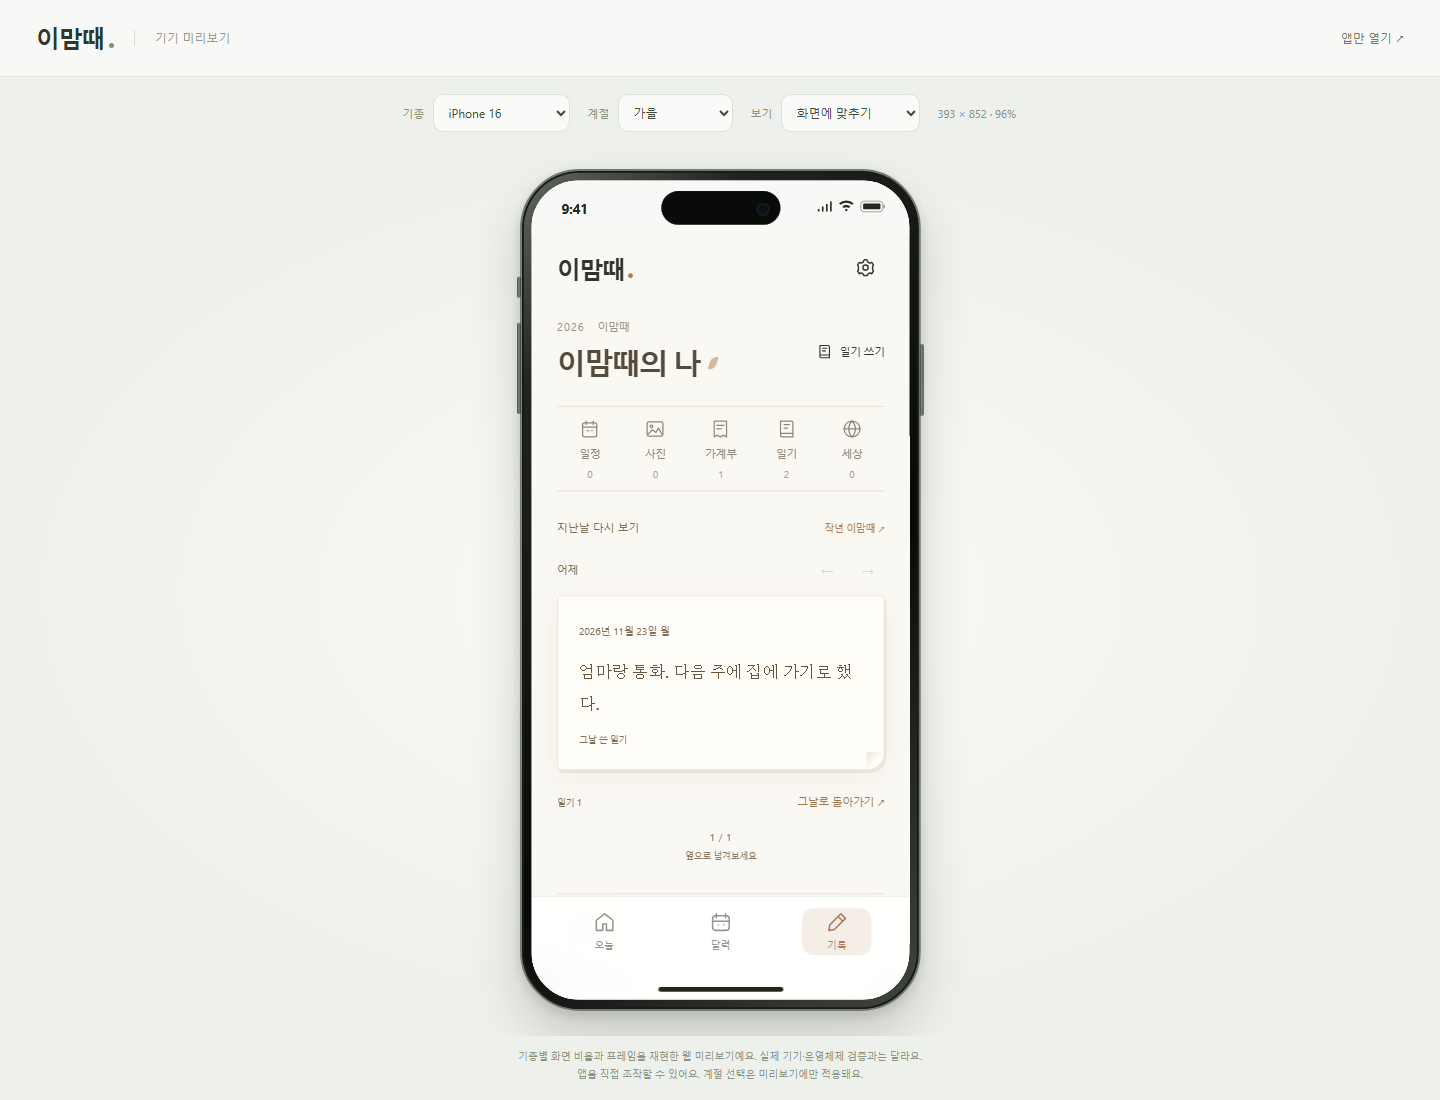 이맘때.
기기 미리보기
앱만 열기 ↗
기종 iPhone 16 계절 가을 보기 화면에 맞추기 393 × 852 · 96%
9:41
이맘때.
2026 이맘때
이맘때의 나
일기 쓰기
일정 사진 가계부 일기 세상
0 0 1 2 0
지난날 다시 보기 작년 이맘때 ↗
어제 ← →
2026년 11월 23일 월
엄마랑 통화. 다음 주에 집에 가기로 했
다.
그날 쓴 일기
일기 1 그날로 돌아가기 ↗
1 / 1
옆으로 넘겨보세요
오늘 달력 기록
기종별 화면 비율과 프레임을 재현한 웹 미리보기예요. 실제 기기·운영체제 검증과는 달라요.
앱을 직접 조작할 수 있어요. 계절 선택은 미리보기에만 적용돼요.